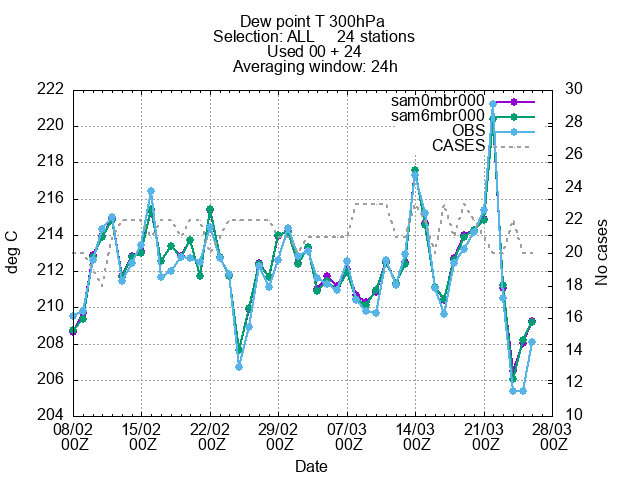 Dew point T 300hPa
Selection: ALL 24 stations
Used 00 + 24
Averaging window: 24h
222
220
218
216
214
212
210
208
206
204
deg C
30
28
26
24
22
20
18
16
14
12
10
No cases
sam0mbr000
sam6mbr000
OBS
CASES
08/02 15/02 22/02 29/02 07/03 14/03 21/03 28/03
00Z 00Z 00Z 00Z 00Z 00Z 00Z 00Z
Date